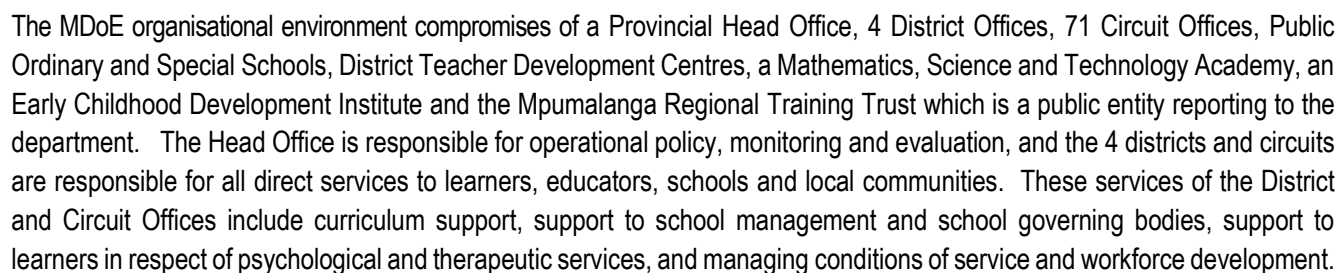 The MDoE organisational environment compromises of a Provincial Head Office, 4 District Offices, 71 Circuit Offices, Public
Ordinary and Special Schools, District Teacher Development Centres, a Mathematics, Science and Technology Academy, an
Early Childhood Development Institute and the Mpumalanga Regional Training Trust which is a public entity reporting to the
department. The Head Office is responsible for operational policy, monitoring and evaluation, and the 4 districts and circuits
are responsible for all direct services to learners, educators, schools and local communities. These services of the District
and Circuit Offices include curriculum support, support to school management and school governing bodies, support to
learners in respect of psychological and therapeutic services, and managing conditions of service and workforce development.